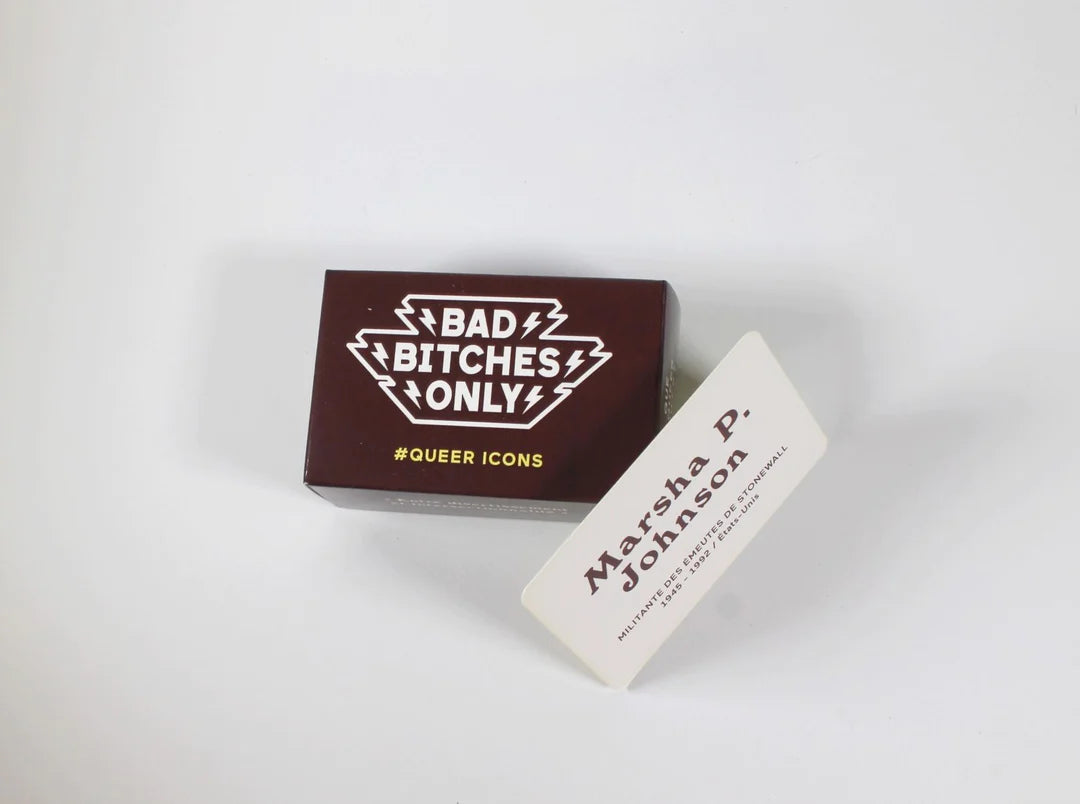 BAD
BITCHES
ONLY
#QUEER ICONS
Marsha P.
Johnson
MILITANTE DES ÉMEUTES DE STONEWALL
1945 - 1992 / États-Unis